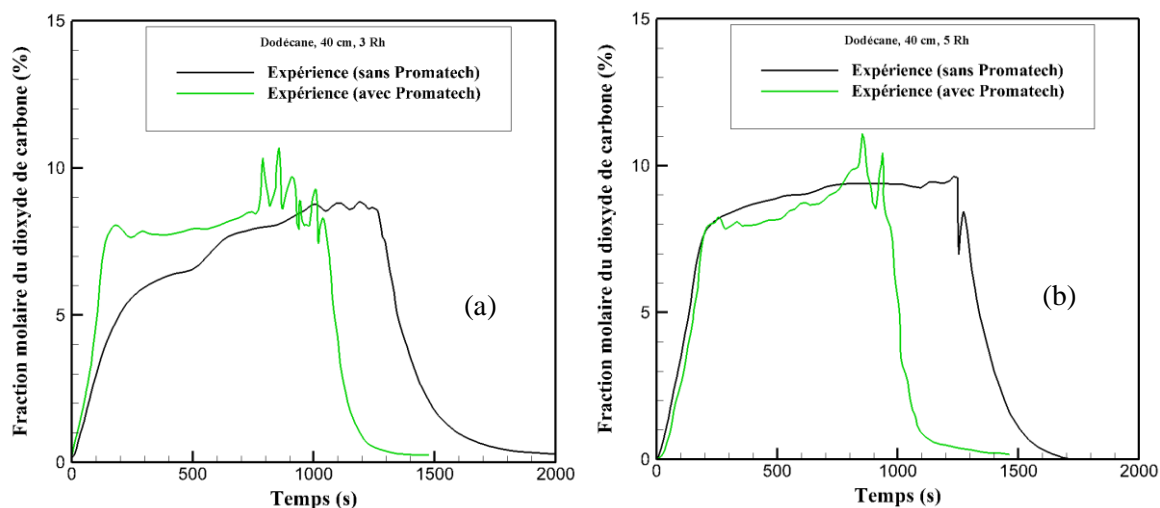 Fraction molaire du dioxyde de carbone (%)
15
10
5
0
Dodécane, 40 cm, 3 Rh
Expérience (sans Promatech)
Expérience (avec Promatech)
(a)
0
500
1000
1500
2000
Temps (s)
Fraction molaire du dioxyde de carbone (%)
15
10
5
0
Dodécane, 40 cm, 5 Rh
Expérience (sans Promatech)
Expérience (avec Promatech)
(b)
0
500
1000
1500
2000
Temps (s)